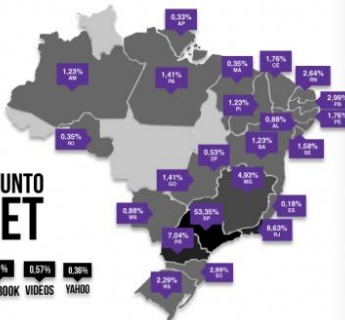 0,33%
AP
1,23%
AM
1,41%
PA
0,35%
MA
1,76%
CE
2,64%
RN
2,99%
PB
1,76%
PE
1,23%
PI
0,88%
AL
1,58%
SE
0,35%
RO
1,23%
BA
0,53%
DF
4,93%
MG
1,41%
GO
0,18%
ES
0,88%
MS
53,35%
SP
8,63%
RJ
7,04%
PR
2,29%
RS
SC
UNTO
ET
%
0,57%
0,36%
BOOK
VIDEOS
YAHOO